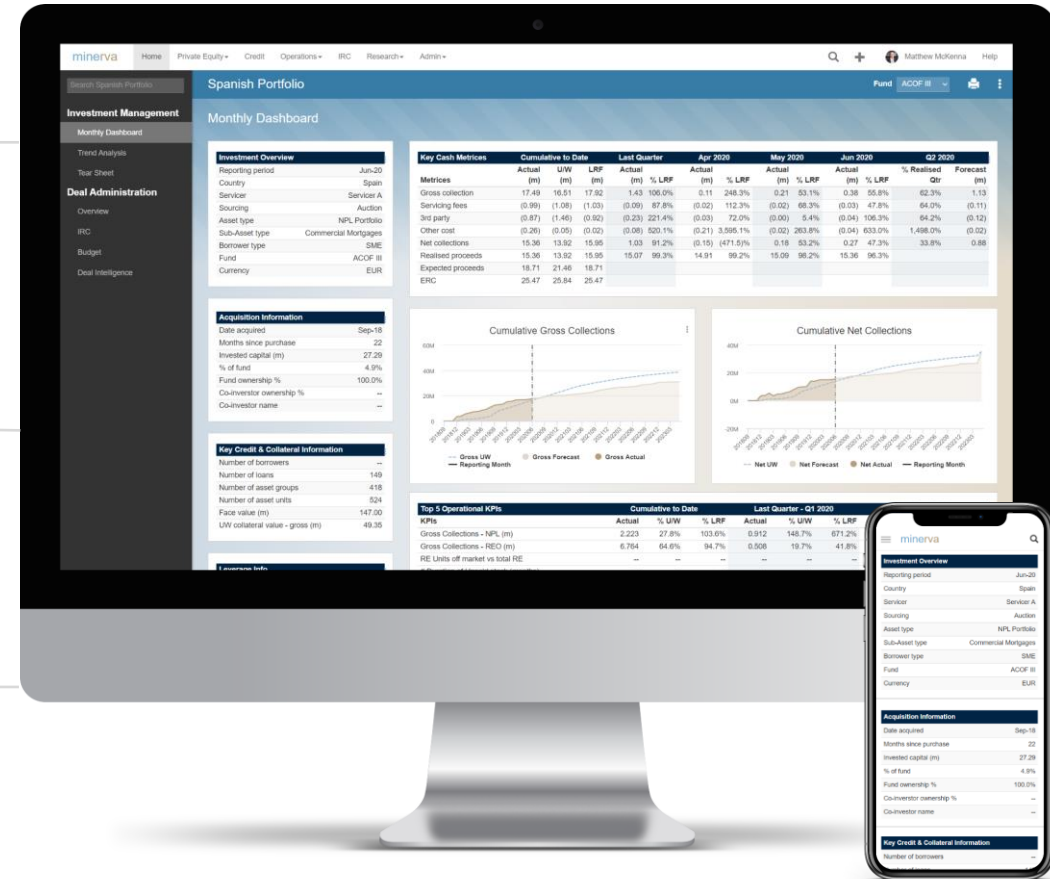 minerva Home Private Equity Credit Operations IRC Research Admin Matthew McKenna Help
Search Spanish Portfolio
Spanish Portfolio
Fund ACOF III
Investment Management
Monthly Dashboard
Trend Analysis
Tear Sheet
Deal Administration
Overview
IRC
Budget
Deal Intelligence
Monthly Dashboard
Investment Overview
Reporting period Jun-20
Country Spain
Servicer Servicer A
Sourcing Auction
Asset type NPL Portfolio
Sub-Asset type Commercial Mortgages
Borrower type SME
Fund ACOF III
Currency EUR
Acquisition Information
Date acquired Sep-18
Months since purchase 22
Invested capital (m) 27.29
% of fund 4.9%
Fund ownership % 100.0%
Co-inverstor ownership % --
Co-investor name --
Key Credit & Collateral Information
Number of borrowers --
Number of loans 149
Number of asset groups 418
Number of asset units 524
Face value (m) 147.00
UW collateral value - gross (m) 49.35
Leverage Info
Key Cash Metrices Cumulative to Date Last Quarter Apr 2020 May 2020 Jun 2020 Q2 2020
Actual U/W LRF Actual Actual Actual Actual % Realised Forecast
Metrices (m) (m) (m) (m) % LRF (m) % LRF (m) % LRF (m) % LRF Qtr (m)
Gross collection 17.49 16.51 17.92 1.43 106.0% 0.11 248.3% 0.21 53.1% 0.38 55.8% 62.3% 1.13
Servicing fees (0.99) (1.08) (1.03) (0.09) 87.8% (0.02) 112.3% (0.02) 68.3% (0.03) 47.8% 64.0% (0.11)
3rd party (0.87) (1.46) (0.92) (0.23) 221.4% (0.03) 72.0% (0.00) 5.4% (0.04) 106.3% 64.2% (0.12)
Other cost (0.26) (0.05) (0.02) (0.08) 520.1% (0.21) 3,595.1% (0.02) 263.8% (0.04) 633.0% 1,498.0% (0.02)
Net collections 15.36 13.92 15.95 1.03 91.2% (0.15) (471.5)% 0.18 53.2% 0.27 47.3% 33.8% 0.88
Realised proceeds 15.36 13.92 15.95 15.07 99.3% 14.91 99.2% 15.09 98.2% 15.36 96.3%
Expected proceeds 18.71 21.46 18.71
ERC 25.47 25.84 25.47
Cumulative Gross Collections
60M
40M
20M
0
Gross UW Gross Forecast Gross Actual
Reporting Month
Cumulative Net Collections
40M
20M
0M
-20M
Net UW Net Forecast Net Actual Reporting Month
Top 5 Operational KPIs Cumulative to Date Last Quarter - Q1 2020
KPIs Actual % U/W % LRF Actual % U/W % LRF
Gross Collections - NPL (m) 2.223 27.8% 103.6% 0.912 148.7% 671.2%
Gross Collections - REO (m) 6.764 64.6% 94.7% 0.508 19.7% 41.8%
RE Units off market vs total RE -- -- -- -- -- --
minerva
Investment Overview
Reporting period Jun-20
Country Spain
Servicer Servicer A
Sourcing Auction
Asset type NPL Portfolio
Sub-Asset type Commercial Mortgages
Borrower type SME
Fund ACOF III
Currency EUR
Acquisition Information
Date acquired Sep-18
Months since purchase 22
Invested capital (m) 27.29
% of fund 4.9%
Fund ownership % 100.0%
Co-inverstor ownership % --
Co-investor name --
Key Credit & Collateral Information
Number of borrowers --